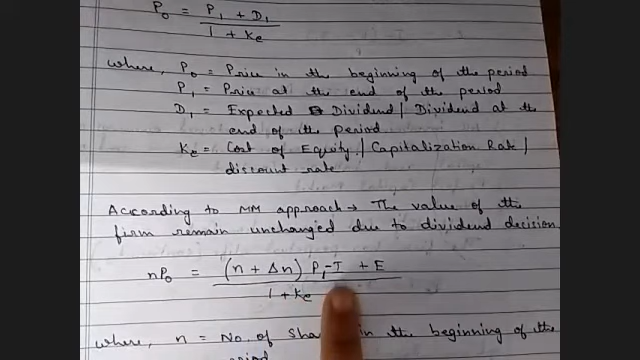 P₀ = P₁ + D₁
1 + Ke
where, P₀ = Price in the beginning of the period
P₁ = Price at the end of the period
D₁ = Expected Dividend / Dividend at the
end of the period
Ke = Cost of Equity / Capitalization Rate /
discount rate
According to MM approach → The value of the
firm remain unchanged due to dividend decision.
nP₀ = (n + Δn) P₁ - I + E
1 + Ke
where, n = No. of in the beginning of the
period